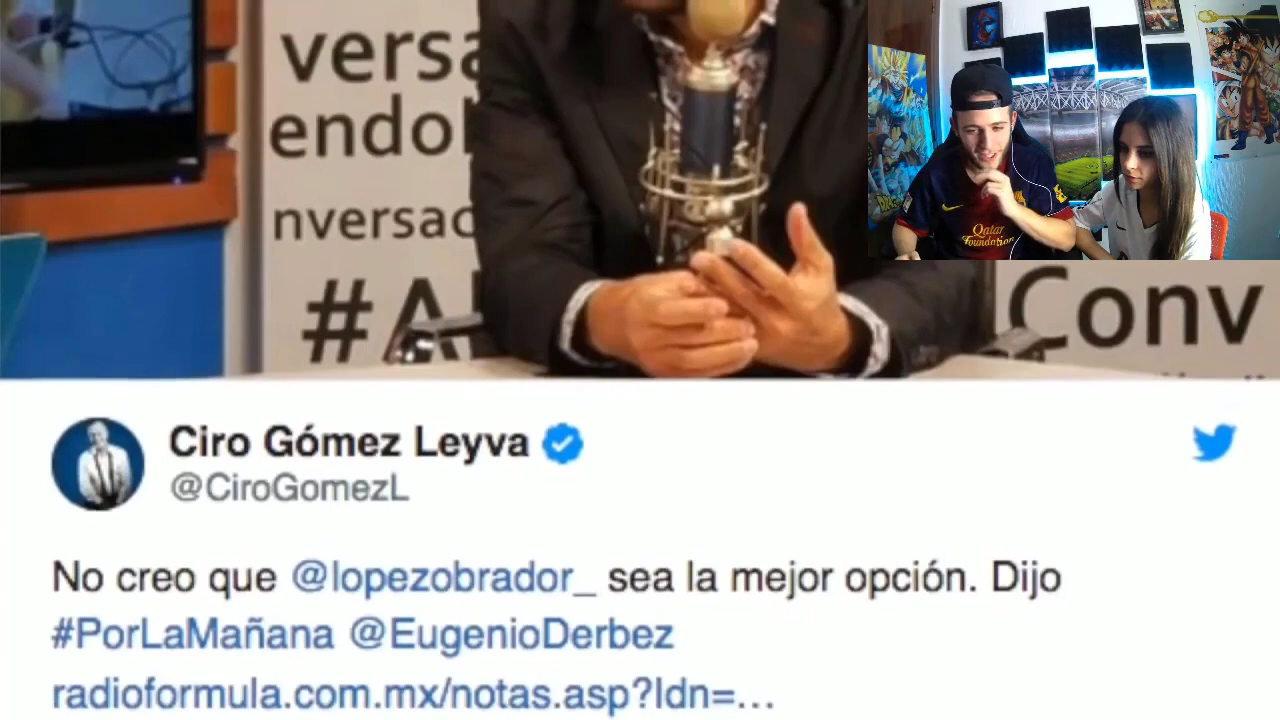 versa
endo
nversac
#A
Conv
Qatar
Foundation
Ciro Gómez Leyva
@CiroGomezL
No creo que @lopezobrador_ sea la mejor opción. Dijo
#PorLaMañana @EugenioDerbez
radioformula.com.mx/notas.asp?Idn=...